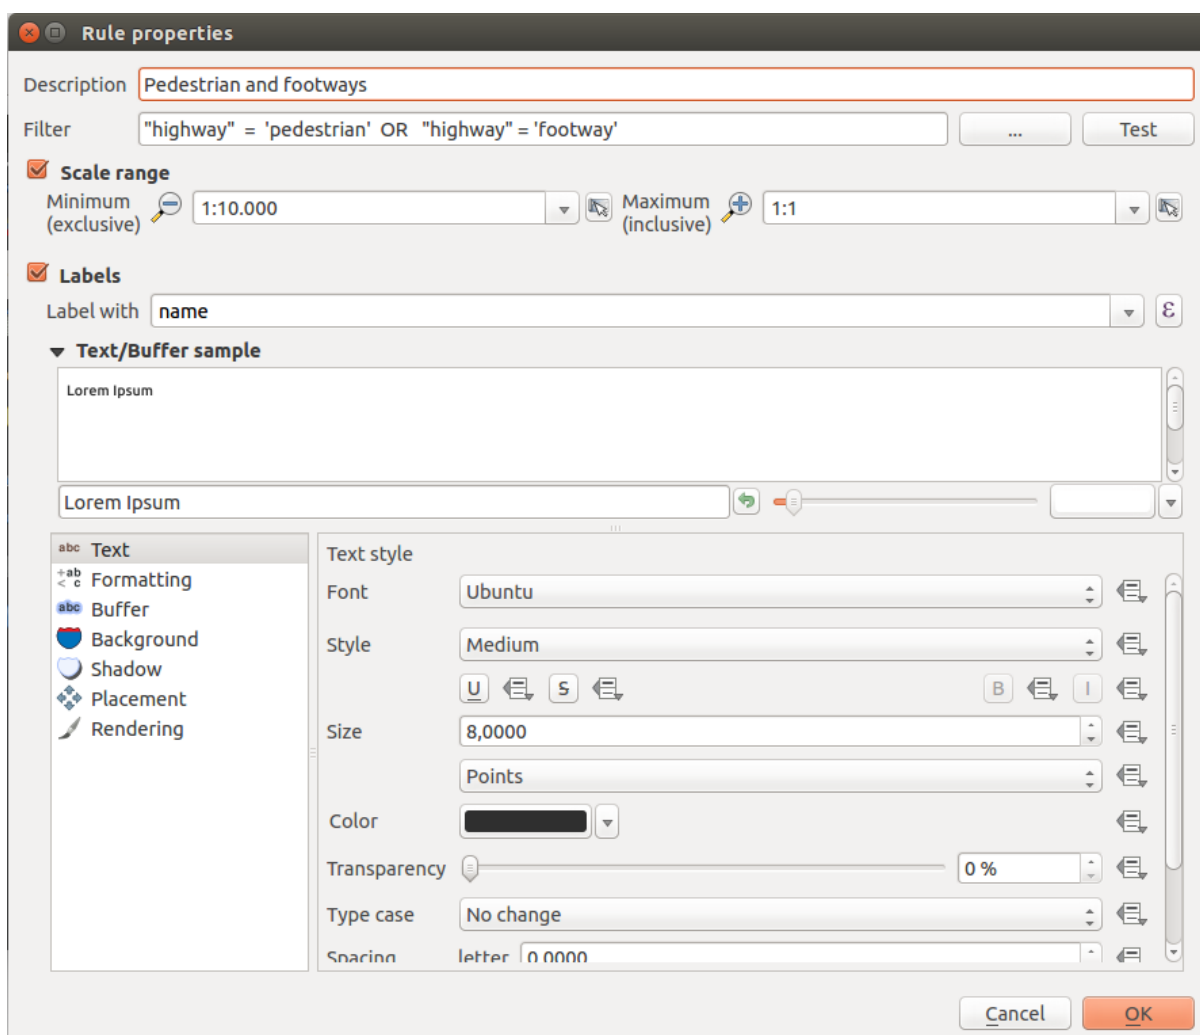 Rule properties
Description Pedestrian and footways
Filter "highway" = 'pedestrian' OR "highway" = 'footway' ... Test
Scale range
Minimum (exclusive) 1:10.000 Maximum (inclusive) 1:1
Labels
Label with name ε
Text/Buffer sample
Lorem Ipsum
Lorem Ipsum
abc Text
+ab < c Formatting
abc Buffer
Background
Shadow
Placement
Rendering
Text style
Font Ubuntu
Style Medium
U S B I
Size 8,0000
Points
Color
Transparency 0 %
Type case No change
Spacing letter 0,0000
Cancel OK